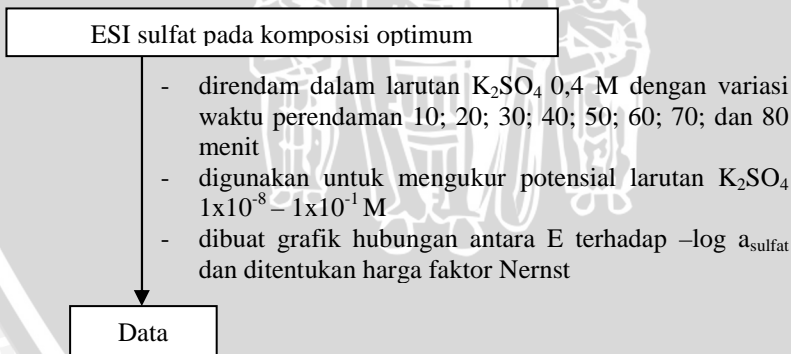 ESI sulfat pada komposisi optimum
- direndam dalam larutan K₂SO₄ 0,4 M dengan variasi
waktu perendaman 10; 20; 30; 40; 50; 60; 70; dan 80
menit
- digunakan untuk mengukur potensial larutan K₂SO₄
1x10⁻⁸ – 1x10⁻¹ M
- dibuat grafik hubungan antara E terhadap –log a_sulfat
dan ditentukan harga faktor Nernst
Data